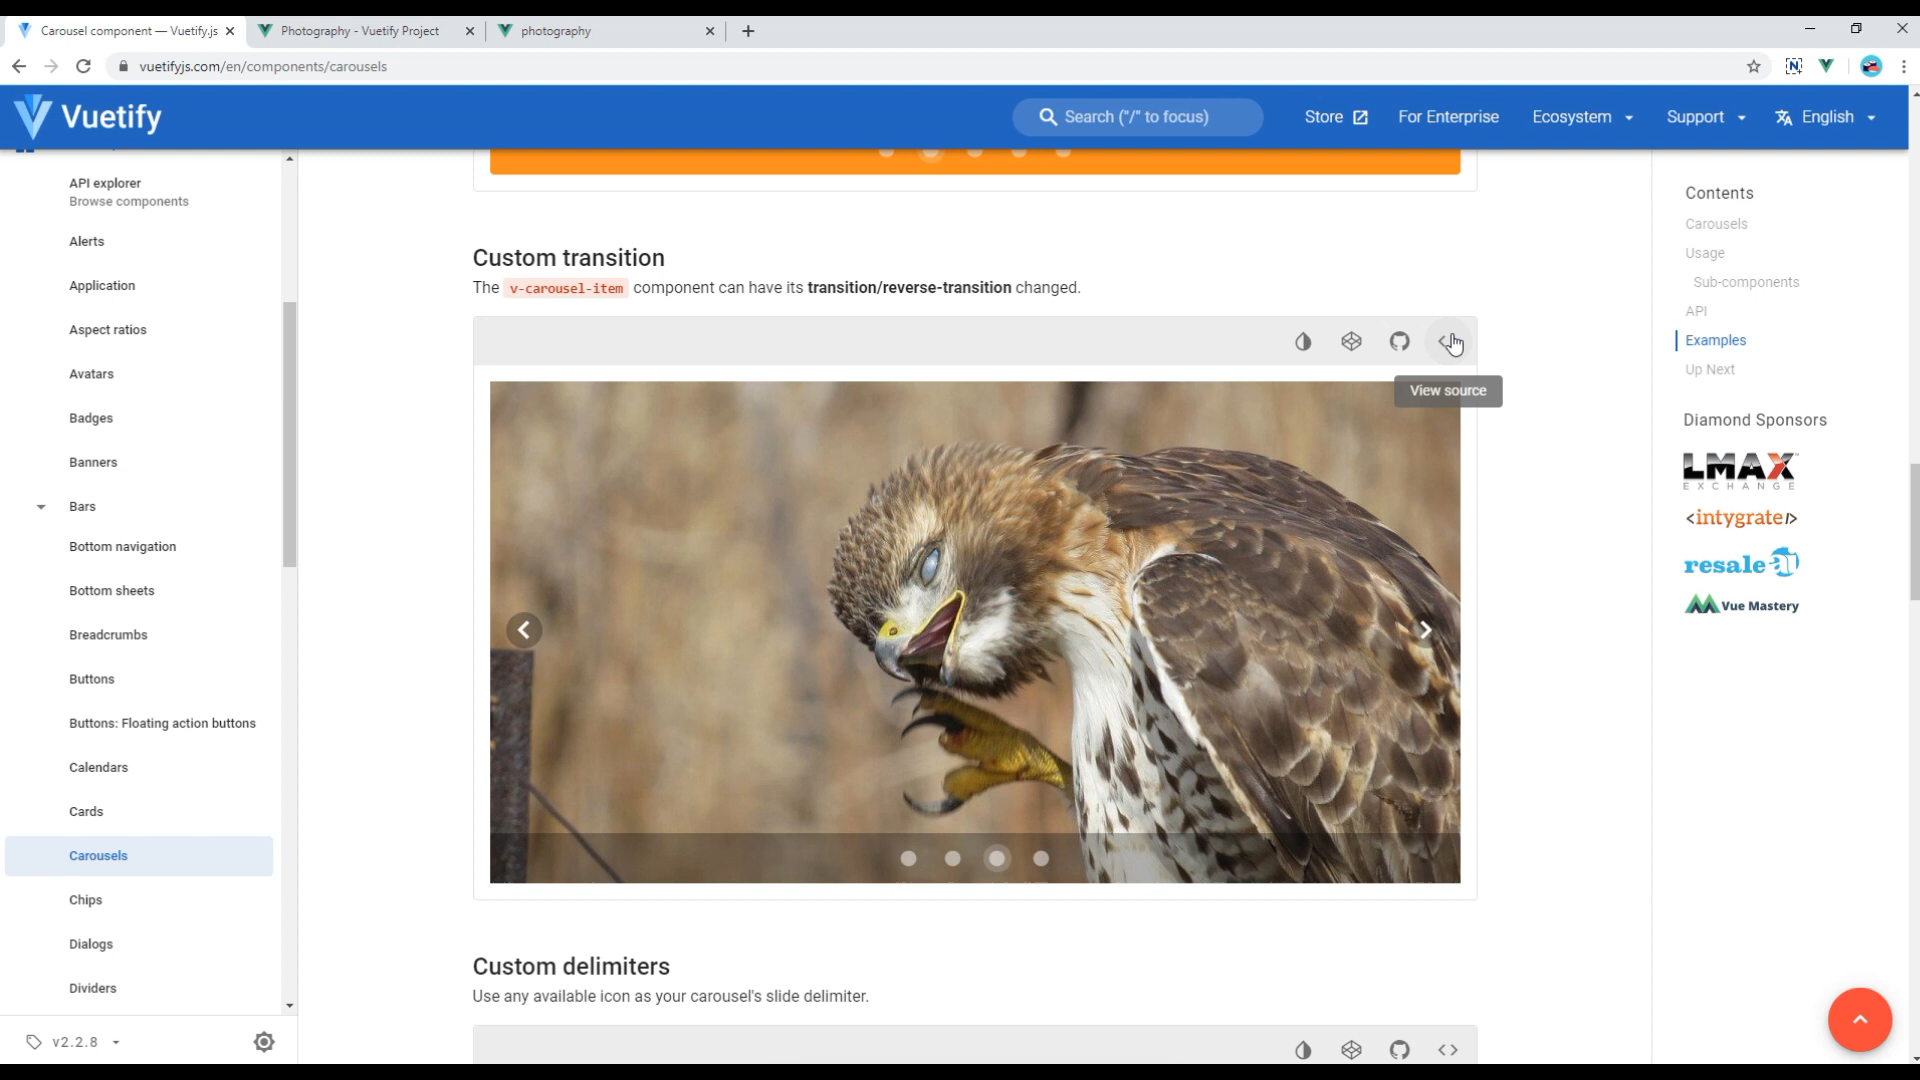 Carousel component — Vuetify.js
Photography - Vuetify Project
photography
vuetifyjs.com/en/components/carousels
Vuetify
Search ("/" to focus)
Store
For Enterprise
Ecosystem
Support
English
API explorer
Browse components
Alerts
Application
Aspect ratios
Avatars
Badges
Banners
Bars
Bottom navigation
Bottom sheets
Breadcrumbs
Buttons
Buttons: Floating action buttons
Calendars
Cards
Carousels
Chips
Dialogs
Dividers
v2.2.8
Custom transition
The v-carousel-item component can have its transition/reverse-transition changed.
View source
Custom delimiters
Use any available icon as your carousel's slide delimiter.
Contents
Carousels
Usage
Sub-components
API
Examples
Up Next
Diamond Sponsors
LMAX
EXCHANGE
<intygrate/>
resale ai
Vue Mastery